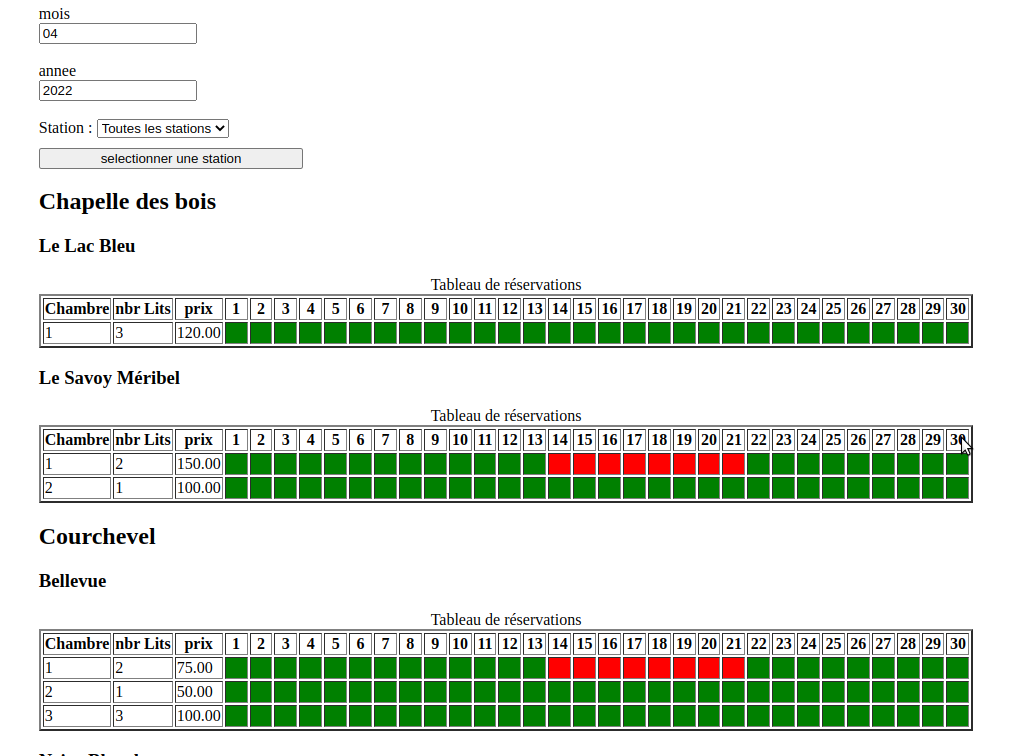 mois
04
annee
2022
Station : Toutes les stations
selectionner une station
Chapelle des bois
Le Lac Bleu
Tableau de réservations
Chambre nbr Lits prix 1 2 3 4 5 6 7 8 9 10 11 12 13 14 15 16 17 18 19 20 21 22 23 24 25 26 27 28 29 30
1 3 120.00
Le Savoy Méribel
Tableau de réservations
Chambre nbr Lits prix 1 2 3 4 5 6 7 8 9 10 11 12 13 14 15 16 17 18 19 20 21 22 23 24 25 26 27 28 29 30
1 2 150.00
2 1 100.00
Courchevel
Bellevue
Tableau de réservations
Chambre nbr Lits prix 1 2 3 4 5 6 7 8 9 10 11 12 13 14 15 16 17 18 19 20 21 22 23 24 25 26 27 28 29 30
1 2 75.00
2 1 50.00
3 3 100.00